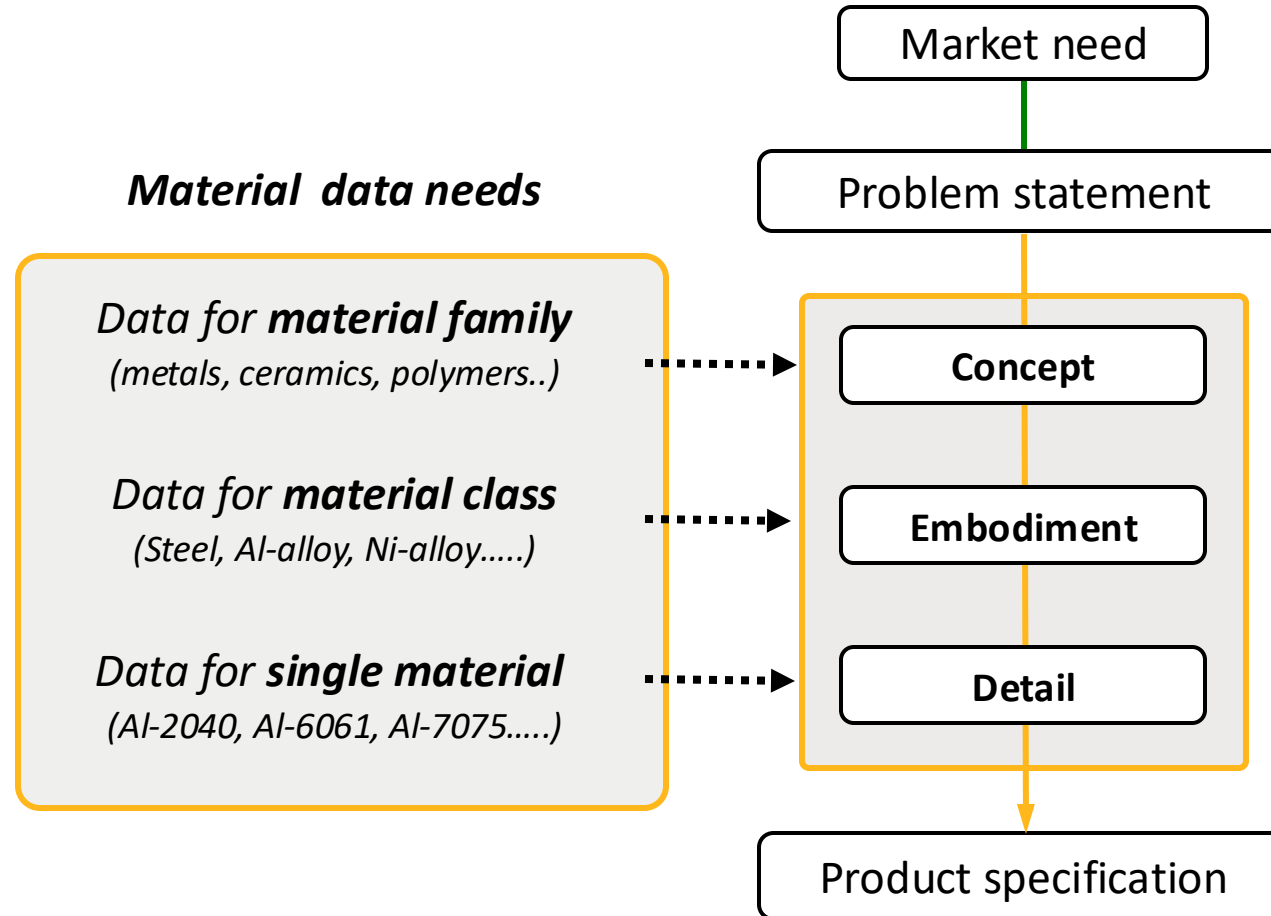 Market need
Problem statement
Material data needs
Data for material family
(metals, ceramics, polymers..)
Concept
Data for material class
(Steel, Al-alloy, Ni-alloy.....)
Embodiment
Data for single material
(Al-2040, Al-6061, Al-7075.....)
Detail
Product specification